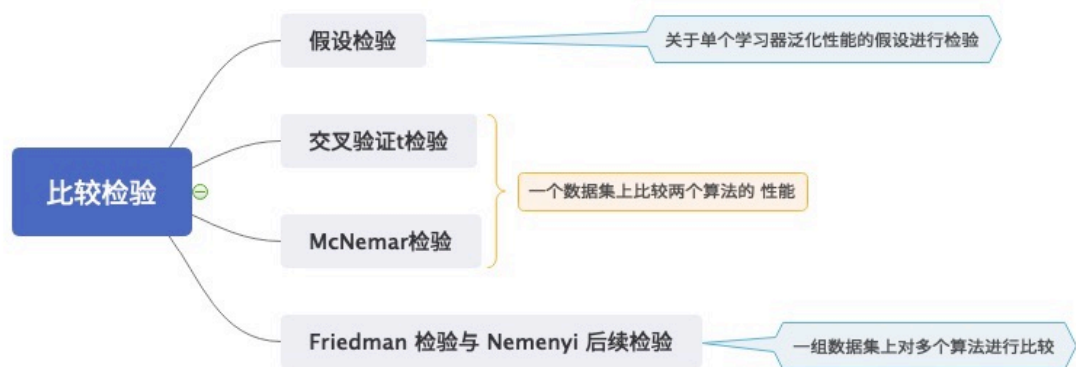 假设检验
关于单个学习器泛化性能的假设进行检验
交叉验证t检验
比较检验
一个数据集上比较两个算法的 性能
McNemar检验
Friedman 检验与 Nemenyi 后续检验
一组数据集上对多个算法进行比较